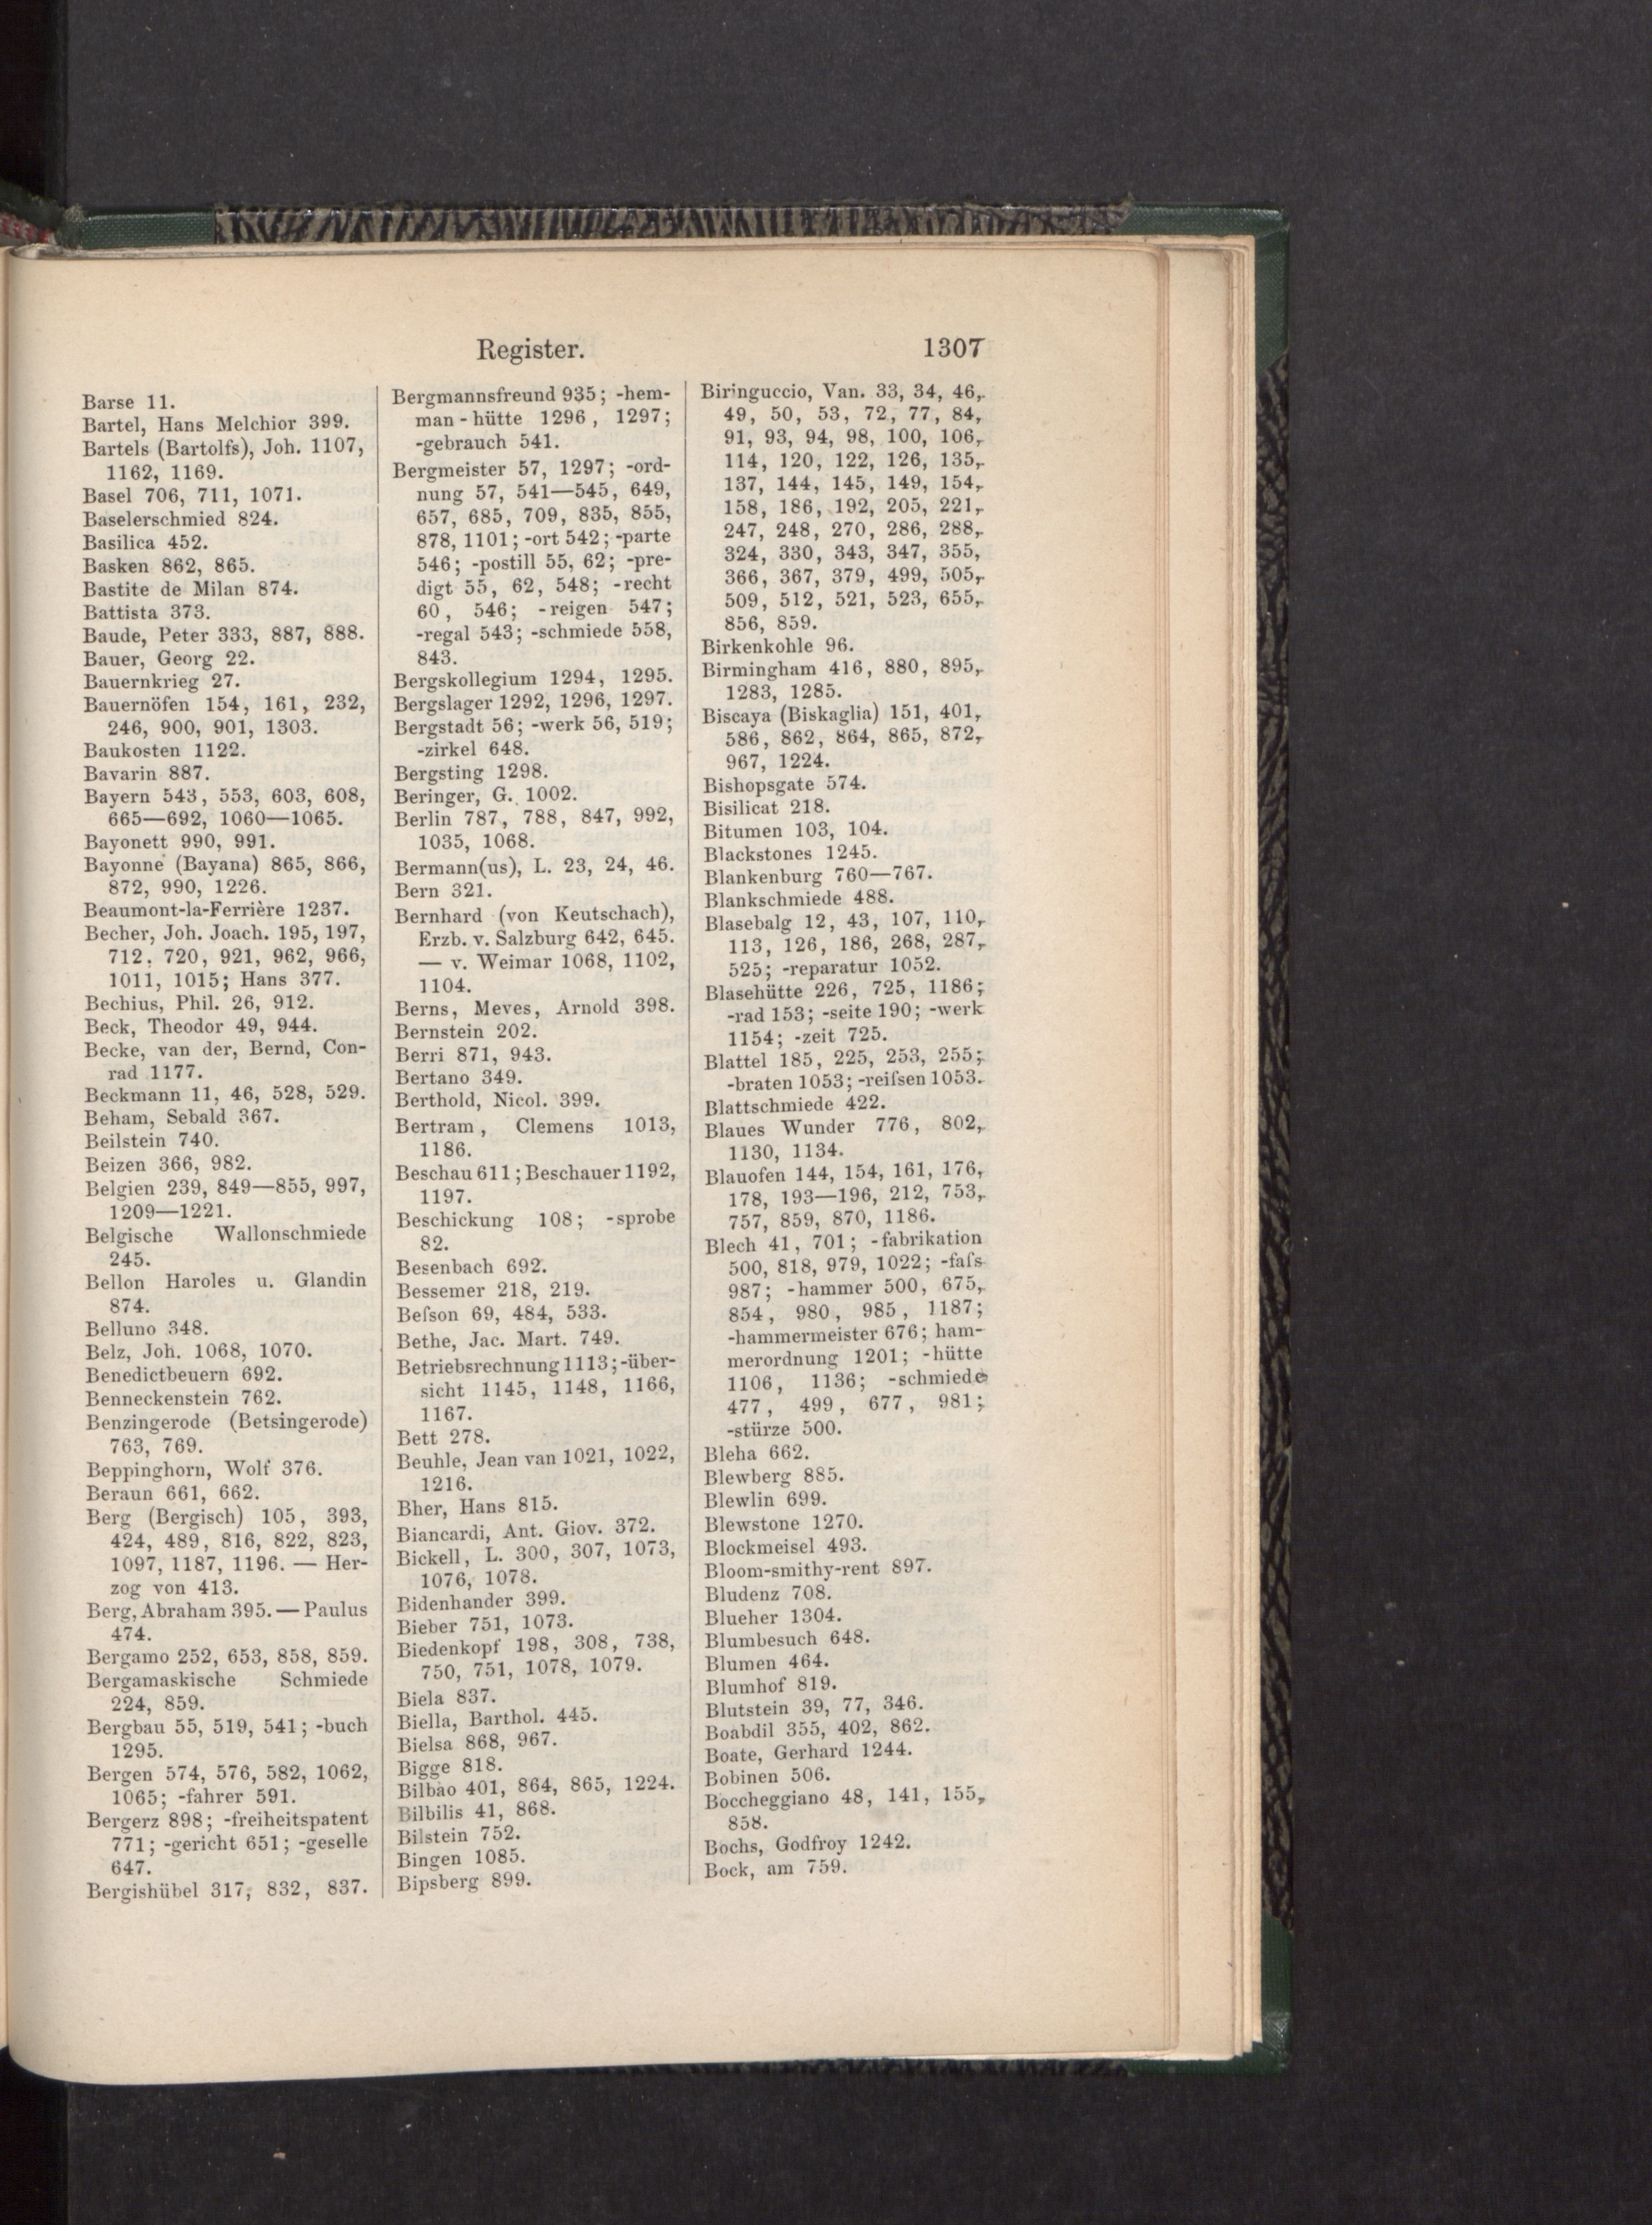 Register.
1307
Barse 11.
Bartel, Hans Melchior 399.
Bartels (Bartolfs), Joh. 1107,
1162, 1169.
Basel 706, 711, 1071.
Baselerschmied 824.
Basilica 452.
Basken 862, 865.
Bastite de Milan 874.
Battista 373.
Baude, Peter 333, 887, 888.
Bauer, Georg 22.
Bauernkrieg 27.
Bauernöfen 154, 161, 232,
246, 900, 901, 1303.
Baukosten 1122.
Bavarin 887.
Bayern 543, 553, 603, 608,
665—692, 1060—1065.
Bayonett 990, 991.
Bayonne (Bayana) 865, 866,
872, 990, 1226.
Beaumont-la-Ferrière 1237.
Becher, Joh. Joach. 195, 197,
712, 720, 921, 962, 966,
1011, 1015; Hans 377.
Bechius, Phil. 26, 912.
Beck, Theodor 49, 944.
Becke, van der, Bernd, Con-
rad 1177.
Beckmann 11, 46, 528, 529.
Beham, Sebald 367.
Beilstein 740.
Beizen 366, 982.
Belgien 239, 849—855, 997,
1209—1221.
Belgische Wallonschmiede
245.
Bellon Haroles u. Glandin
874.
Belluno 348.
Belz, Joh. 1068, 1070.
Benedictbeuern 692.
Benneckenstein 762.
Benzingerode (Betsingerode)
763, 769.
Beppinghorn, Wolf 376.
Beraun 661, 662.
Berg (Bergisch) 105, 393,
424, 489, 816, 822, 823,
1097, 1187, 1196. — Her-
zog von 413.
Berg, Abraham 395. — Paulus
474.
Bergamo 252, 653, 858, 859.
Bergamaskische Schmiede
224, 859.
Bergbau 55, 519, 541; -buch
1295.
Bergen 574, 576, 582, 1062,
1065; -fahrer 591.
Bergerz 898; -freiheitspatent
771; -gericht 651; -geselle
647.
Bergishübel 317, 832, 837.
Bergmannsfreund 935; -hem-
man-hütte 1296, 1297;
-gebrauch 541.
Bergmeister 57, 1297; -ord-
nung 57, 541—545, 649,
657, 685, 709, 835, 855,
878, 1101; -ort 542; -parte
546; -postill 55, 62; -pre-
digt 55, 62, 548; -recht
60, 546; -reigen 547;
-regal 543; -schmiede 558,
843.
Bergskollegium 1294, 1295.
Bergslager 1292, 1296, 1297.
Bergstadt 56; -werk 56, 519;
-zirkel 648.
Bergsting 1298.
Beringer, G. 1002.
Berlin 787, 788, 847, 992,
1035, 1068.
Bermann(us), L. 23, 24, 46.
Bern 321.
Bernhard (von Keutschach),
Erzb. v. Salzburg 642, 645.
— v. Weimar 1068, 1102,
1104.
Berns, Meves, Arnold 398.
Bernstein 202.
Berri 871, 943.
Bertano 349.
Berthold, Nicol. 399.
Bertram, Clemens 1013,
1186.
Beschau 611; Beschauer 1192,
1197.
Beschickung 108; -sprobe
82.
Besenbach 692.
Bessemer 218, 219.
Beſson 69, 484, 533.
Bethe, Jac. Mart. 749.
Betriebsrechnung 1113; -über-
sicht 1145, 1148, 1166,
1167.
Bett 278.
Beuhle, Jean van 1021, 1022,
1216.
Bher, Hans 815.
Biancardi, Ant. Giov. 372.
Bickell, L. 300, 307, 1073,
1076, 1078.
Bidenhander 399.
Bieber 751, 1073.
Biedenkopf 198, 308, 738,
750, 751, 1078, 1079.
Biela 837.
Biella, Barthol. 445.
Bielsa 868, 967.
Bigge 818.
Bilbao 401, 864, 865, 1224.
Bilbilis 41, 868.
Bilstein 752.
Bingen 1085.
Bipsberg 899.
Biringuccio, Van. 33, 34, 46,
49, 50, 53, 72, 77, 84,
91, 93, 94, 98, 100, 106,
114, 120, 122, 126, 135,
137, 144, 145, 149, 154,
158, 186, 192, 205, 221,
247, 248, 270, 286, 288,
324, 330, 343, 347, 355,
366, 367, 379, 499, 505,
509, 512, 521, 523, 655,
856, 859.
Birkenkohle 96.
Birmingham 416, 880, 895,
1283, 1285.
Biscaya (Biskaglia) 151, 401,
586, 862, 864, 865, 872,
967, 1224.
Bishopsgate 574.
Bisilicat 218.
Bitumen 103, 104.
Blackstones 1245.
Blankenburg 760—767.
Blankschmiede 488.
Blasebalg 12, 43, 107, 110,
113, 126, 186, 268, 287,
525; -reparatur 1052.
Blasehütte 226, 725, 1186;
-rad 153; -seite 190; -werk
1154; -zeit 725.
Blattel 185, 225, 253, 255;
-braten 1053; -reiſsen 1053.
Blattschmiede 422.
Blaues Wunder 776, 802,
1130, 1134.
Blauofen 144, 154, 161, 176,
178, 193—196, 212, 753,
757, 859, 870, 1186.
Blech 41, 701; -fabrikation
500, 818, 979, 1022; -faſs
987; -hammer 500, 675,
854, 980, 985, 1187;
-hammermeister 676; ham-
merordnung 1201; -hütte
1106, 1136; -schmiede
477, 499, 677, 981;
-stürze 500.
Bleha 662.
Blewberg 885.
Blewlin 699.
Blewstone 1270.
Blockmeisel 493.
Bloom-smithy-rent 897.
Bludenz 708.
Blueher 1304.
Blumbesuch 648.
Blumen 464.
Blumhof 819.
Blutstein 39, 77, 346.
Boabdil 355, 402, 862.
Boate, Gerhard 1244.
Bobinen 506.
Boccheggiano 48, 141, 155,
858.
Bochs, Godfroy 1242.
Bock, am 759.